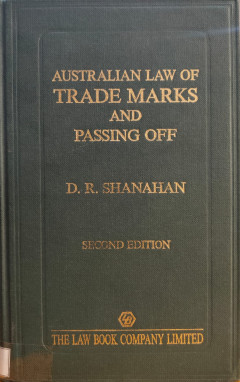 AUSTRALIAN LAW OF
TRADE MARKS
AND
PASSING OFF
D. R. SHANAHAN
SECOND EDITION
THE LAW BOOK COMPANY LIMITED